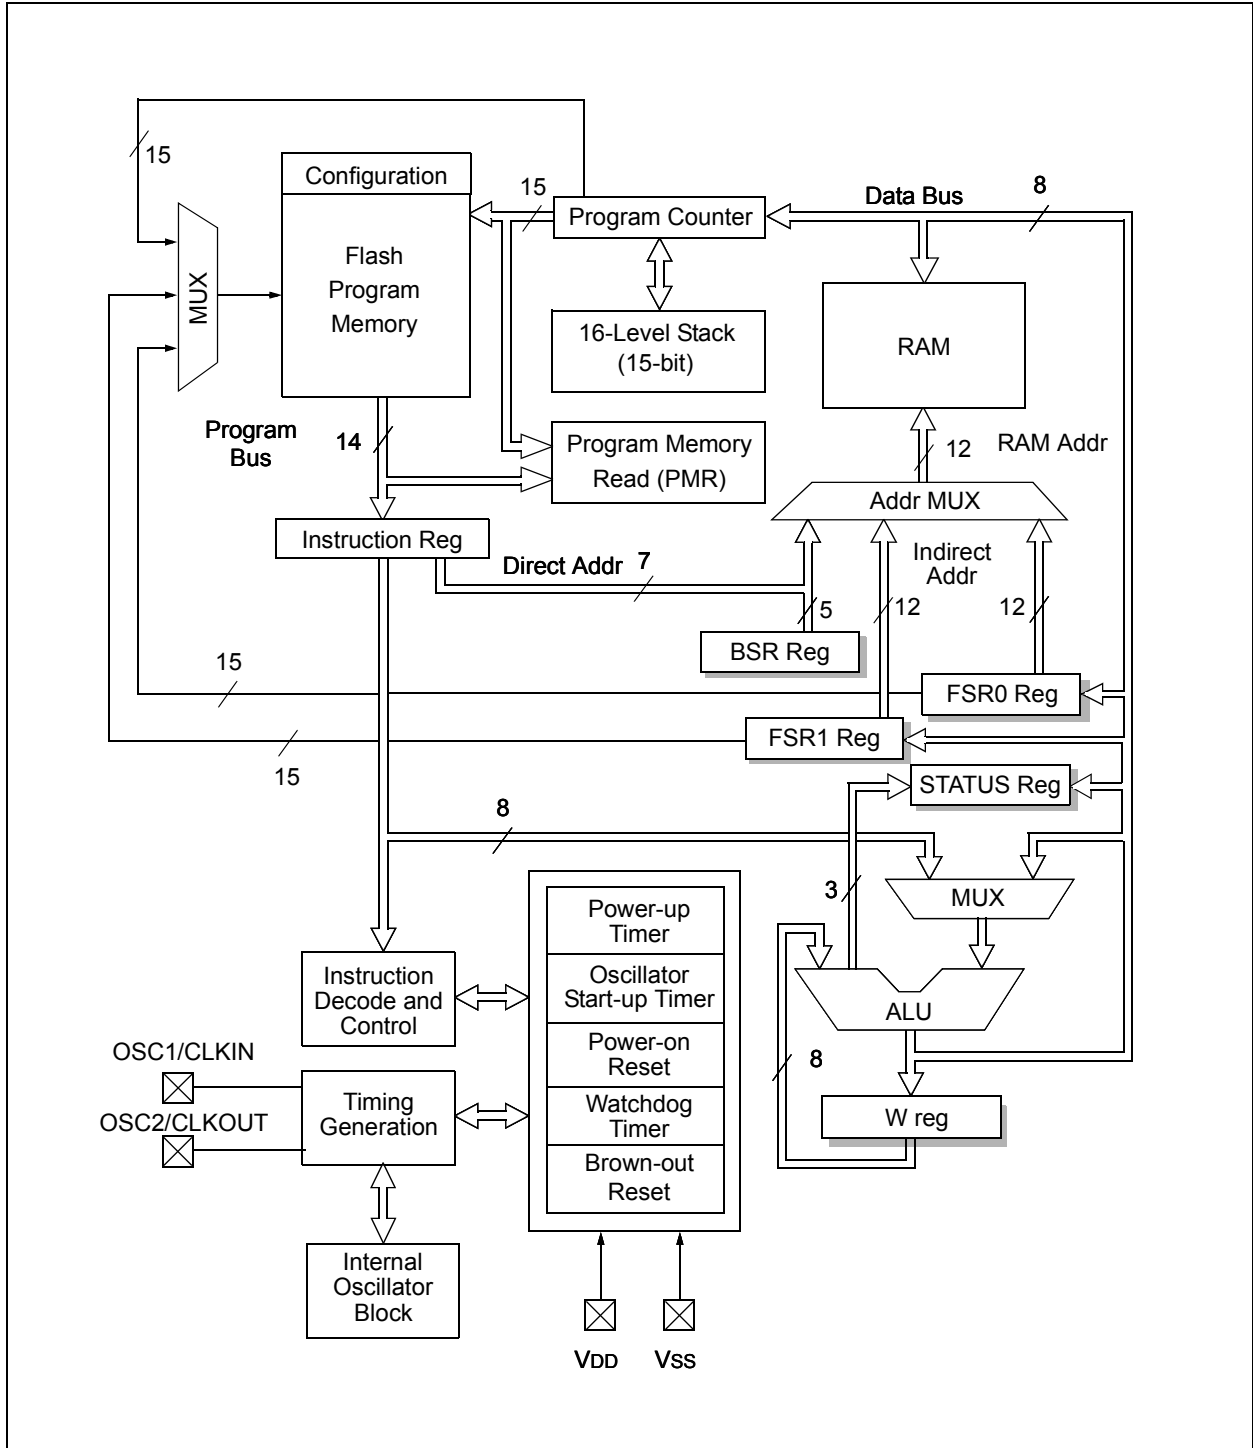 15
Configuration
15
Program Counter
Data Bus
8
MUX
Flash
Program
Memory
16-Level Stack
(15-bit)
RAM
Program
Bus
14
Program Memory
Read (PMR)
12
RAM Addr
Addr MUX
Instruction Reg
Direct Addr
7
Indirect
Addr
5
12
12
BSR Reg
15
FSR0 Reg
FSR1 Reg
15
STATUS Reg
8
3
MUX
Power-up
Timer
Instruction
Decode and
Control
Oscillator
Start-up Timer
ALU
OSC1/CLKIN
Power-on
Reset
8
OSC2/CLKOUT
Timing
Generation
Watchdog
Timer
W reg
Brown-out
Reset
Internal
Oscillator
Block
VDD
VSS